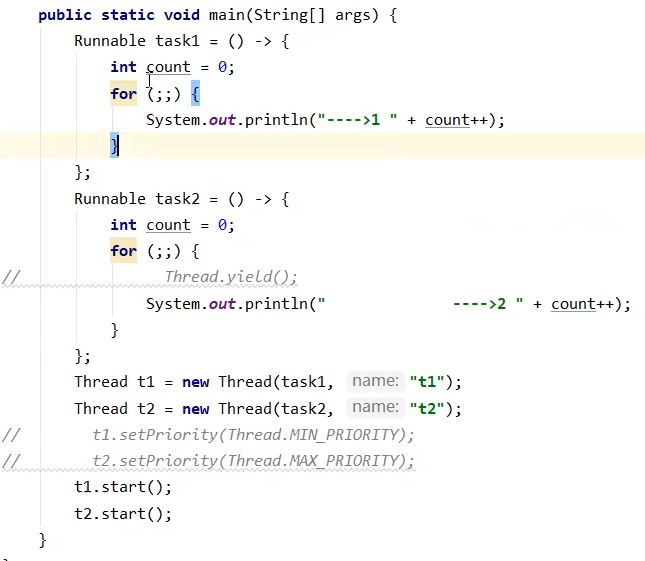 public static void main(String[] args) {
    Runnable task1 = () -> {
        int count = 0;
        for (;;) {
            System.out.println("---->1 " + count++);
        }
    };
    Runnable task2 = () -> {
        int count = 0;
        for (;;) {
//                Thread.yield();
            System.out.println("              ---->2 " + count++);
        }
    };
    Thread t1 = new Thread(task1, name: "t1");
    Thread t2 = new Thread(task2, name: "t2");
//        t1.setPriority(Thread.MIN_PRIORITY);
//        t2.setPriority(Thread.MAX_PRIORITY);
    t1.start();
    t2.start();
}